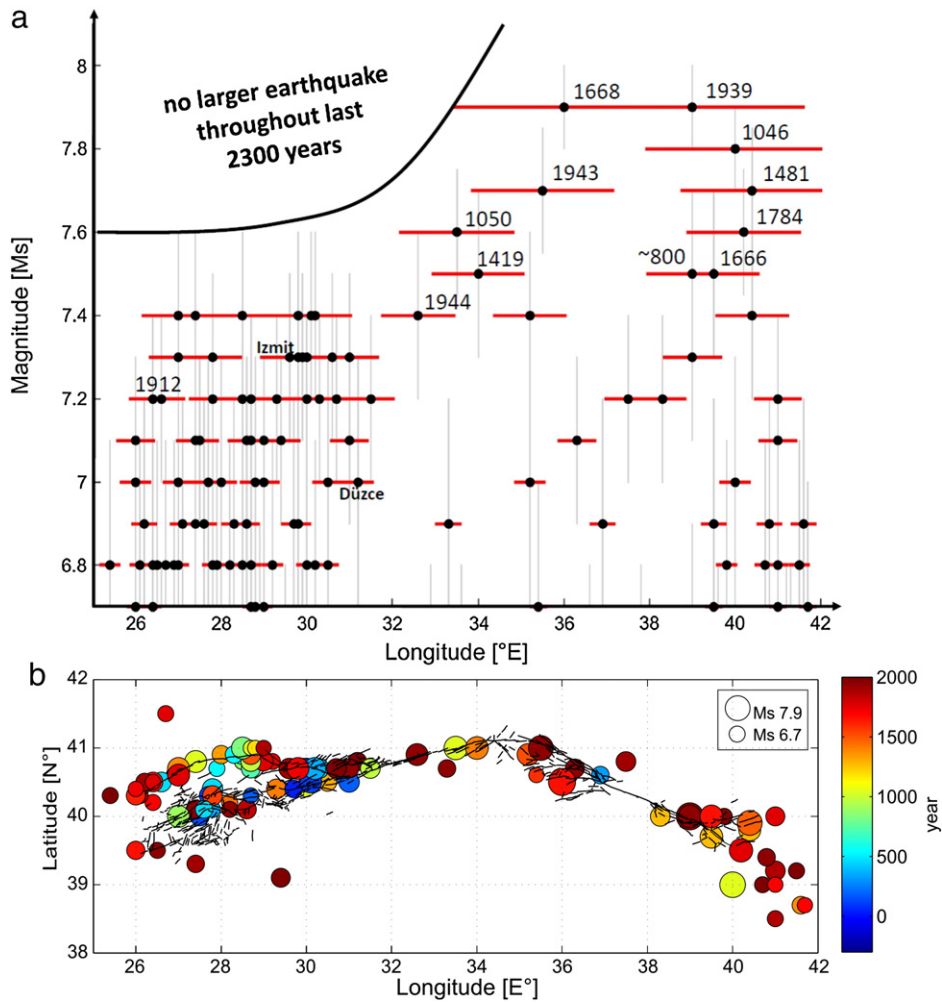 a
8
no larger earthquake
throughout last
2300 years
1668
1939
7.8
1046
1943
1481
7.6
1050
1784
1419
~800
1666
7.4
1944
Izmit
7.2
1912
7
Düzce
6.8
Magnitude [Ms]
26 28 30 32 34 36 38 40 42
Longitude [°E]
b
42
41
40
39
38
Latitude [N°]
Ms 7.9
Ms 6.7
26 28 30 32 34 36 38 40 42
Longitude [E°]
2000
1500
1000
500
0
year